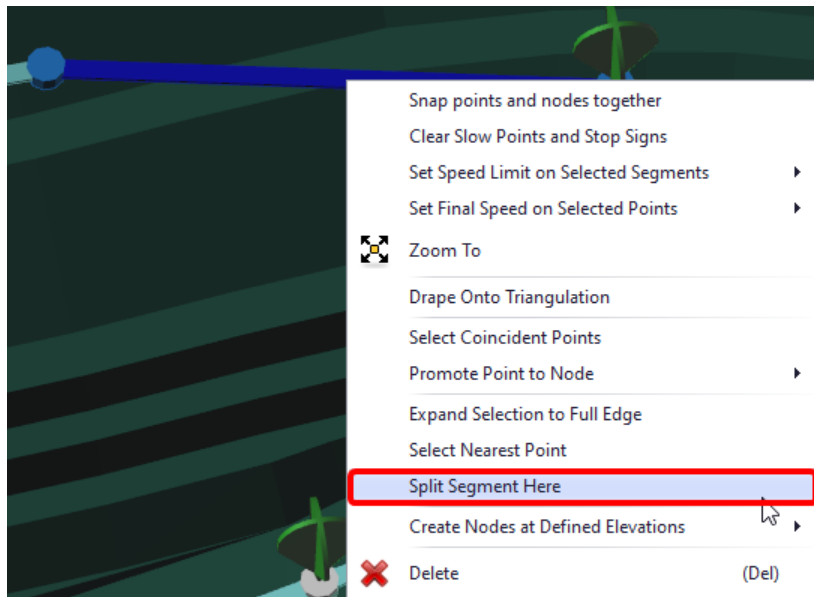 Snap points and nodes together
Clear Slow Points and Stop Signs
Set Speed Limit on Selected Segments
Set Final Speed on Selected Points
Zoom To
Drape Onto Triangulation
Select Coincident Points
Promote Point to Node
Expand Selection to Full Edge
Select Nearest Point
Split Segment Here
Create Nodes at Defined Elevations
Delete (Del)